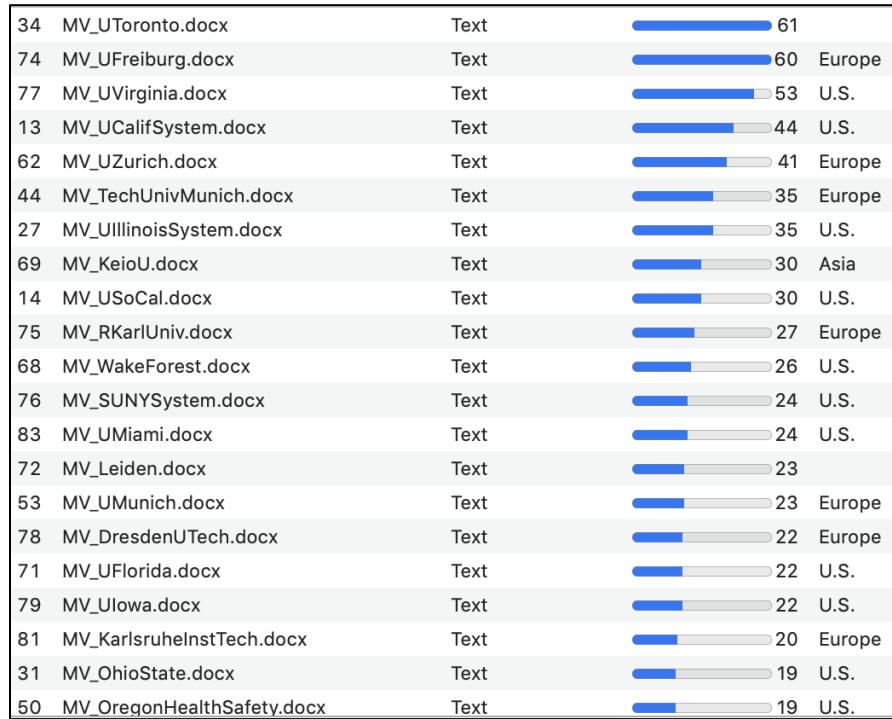 34 MV_UToronto.docx Text 61
74 MV_UFreiburg.docx Text 60 Europe
77 MV_UVirginia.docx Text 53 U.S.
13 MV_UCalifSystem.docx Text 44 U.S.
62 MV_UZurich.docx Text 41 Europe
44 MV_TechUnivMunich.docx Text 35 Europe
27 MV_UIllinoisSystem.docx Text 35 U.S.
69 MV_KeioU.docx Text 30 Asia
14 MV_USoCal.docx Text 30 U.S.
75 MV_RKarlUniv.docx Text 27 Europe
68 MV_WakeForest.docx Text 26 U.S.
76 MV_SUNYSystem.docx Text 24 U.S.
83 MV_UMiami.docx Text 24 U.S.
72 MV_Leiden.docx Text 23
53 MV_UMunich.docx Text 23 Europe
78 MV_DresdenUTech.docx Text 22 Europe
71 MV_UFlorida.docx Text 22 U.S.
79 MV_UIowa.docx Text 22 U.S.
81 MV_KarlsruheInstTech.docx Text 20 Europe
31 MV_OhioState.docx Text 19 U.S.
50 MV_OregonHealthSafety.docx Text 19 U.S.